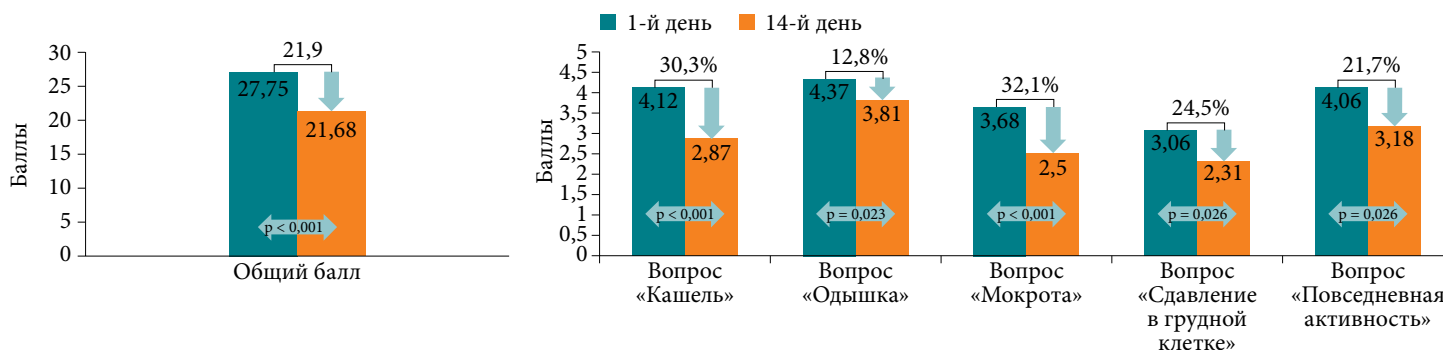 1-й день
14-й день
Баллы
30
25
20
15
10
5
0
21,9
27,75
21,68
p < 0,001
Общий балл
Баллы
5
4,5
4
3,5
3
2,5
2
1,5
1
0,5
0
30,3%
4,12
2,87
p < 0,001
Вопрос
«Кашель»
12,8%
4,37
3,81
p = 0,023
Вопрос
«Одышка»
32,1%
3,68
2,5
p < 0,001
Вопрос
«Мокрота»
24,5%
3,06
2,31
p = 0,026
Вопрос
«Сдавление
в грудной
клетке»
21,7%
4,06
3,18
p = 0,026
Вопрос
«Повседневная
активность»